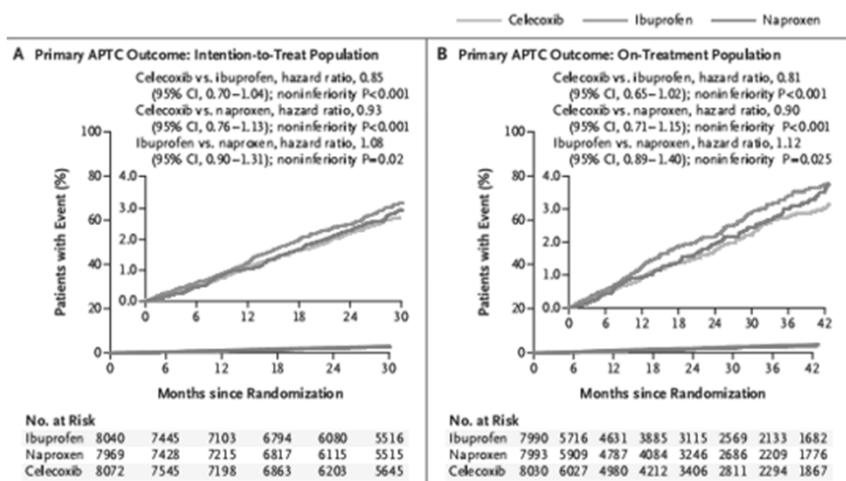 Celecoxib Ibuprofen Naproxen
A Primary APTC Outcome: Intention-to-Treat Population
Celecoxib vs. ibuprofen, hazard ratio, 0.85
(95% CI, 0.70–1.04); noninferiority P<0.001
Celecoxib vs. naproxen, hazard ratio, 0.93
(95% CI, 0.76–1.13); noninferiority P<0.001
Ibuprofen vs. naproxen, hazard ratio, 1.08
(95% CI, 0.90–1.31); noninferiority P=0.02
Patients with Event (%)
100
80
60
40
20
0
4.0
3.0
2.0
1.0
0.0
0 6 12 18 24 30
0 6 12 18 24 30
Months since Randomization
No. at Risk
Ibuprofen 8040 7445 7103 6794 6080 5516
Naproxen 7969 7428 7215 6817 6115 5515
Celecoxib 8072 7545 7198 6863 6203 5645
B Primary APTC Outcome: On-Treatment Population
Celecoxib vs. ibuprofen, hazard ratio, 0.81
(95% CI, 0.65–1.02); noninferiority P<0.001
Celecoxib vs. naproxen, hazard ratio, 0.90
(95% CI, 0.71–1.15); noninferiority P<0.001
Ibuprofen vs. naproxen, hazard ratio, 1.12
(95% CI, 0.89–1.40); noninferiority P=0.025
Patients with Event (%)
100
80
60
40
20
0
4.0
3.0
2.0
1.0
0.0
0 6 12 18 24 30 36 42
0 6 12 18 24 30 36 42
Months since Randomization
No. at Risk
Ibuprofen 7990 5716 4631 3885 3115 2569 2133 1682
Naproxen 7993 5909 4787 4084 3246 2686 2209 1776
Celecoxib 8030 6027 4980 4212 3406 2811 2294 1867